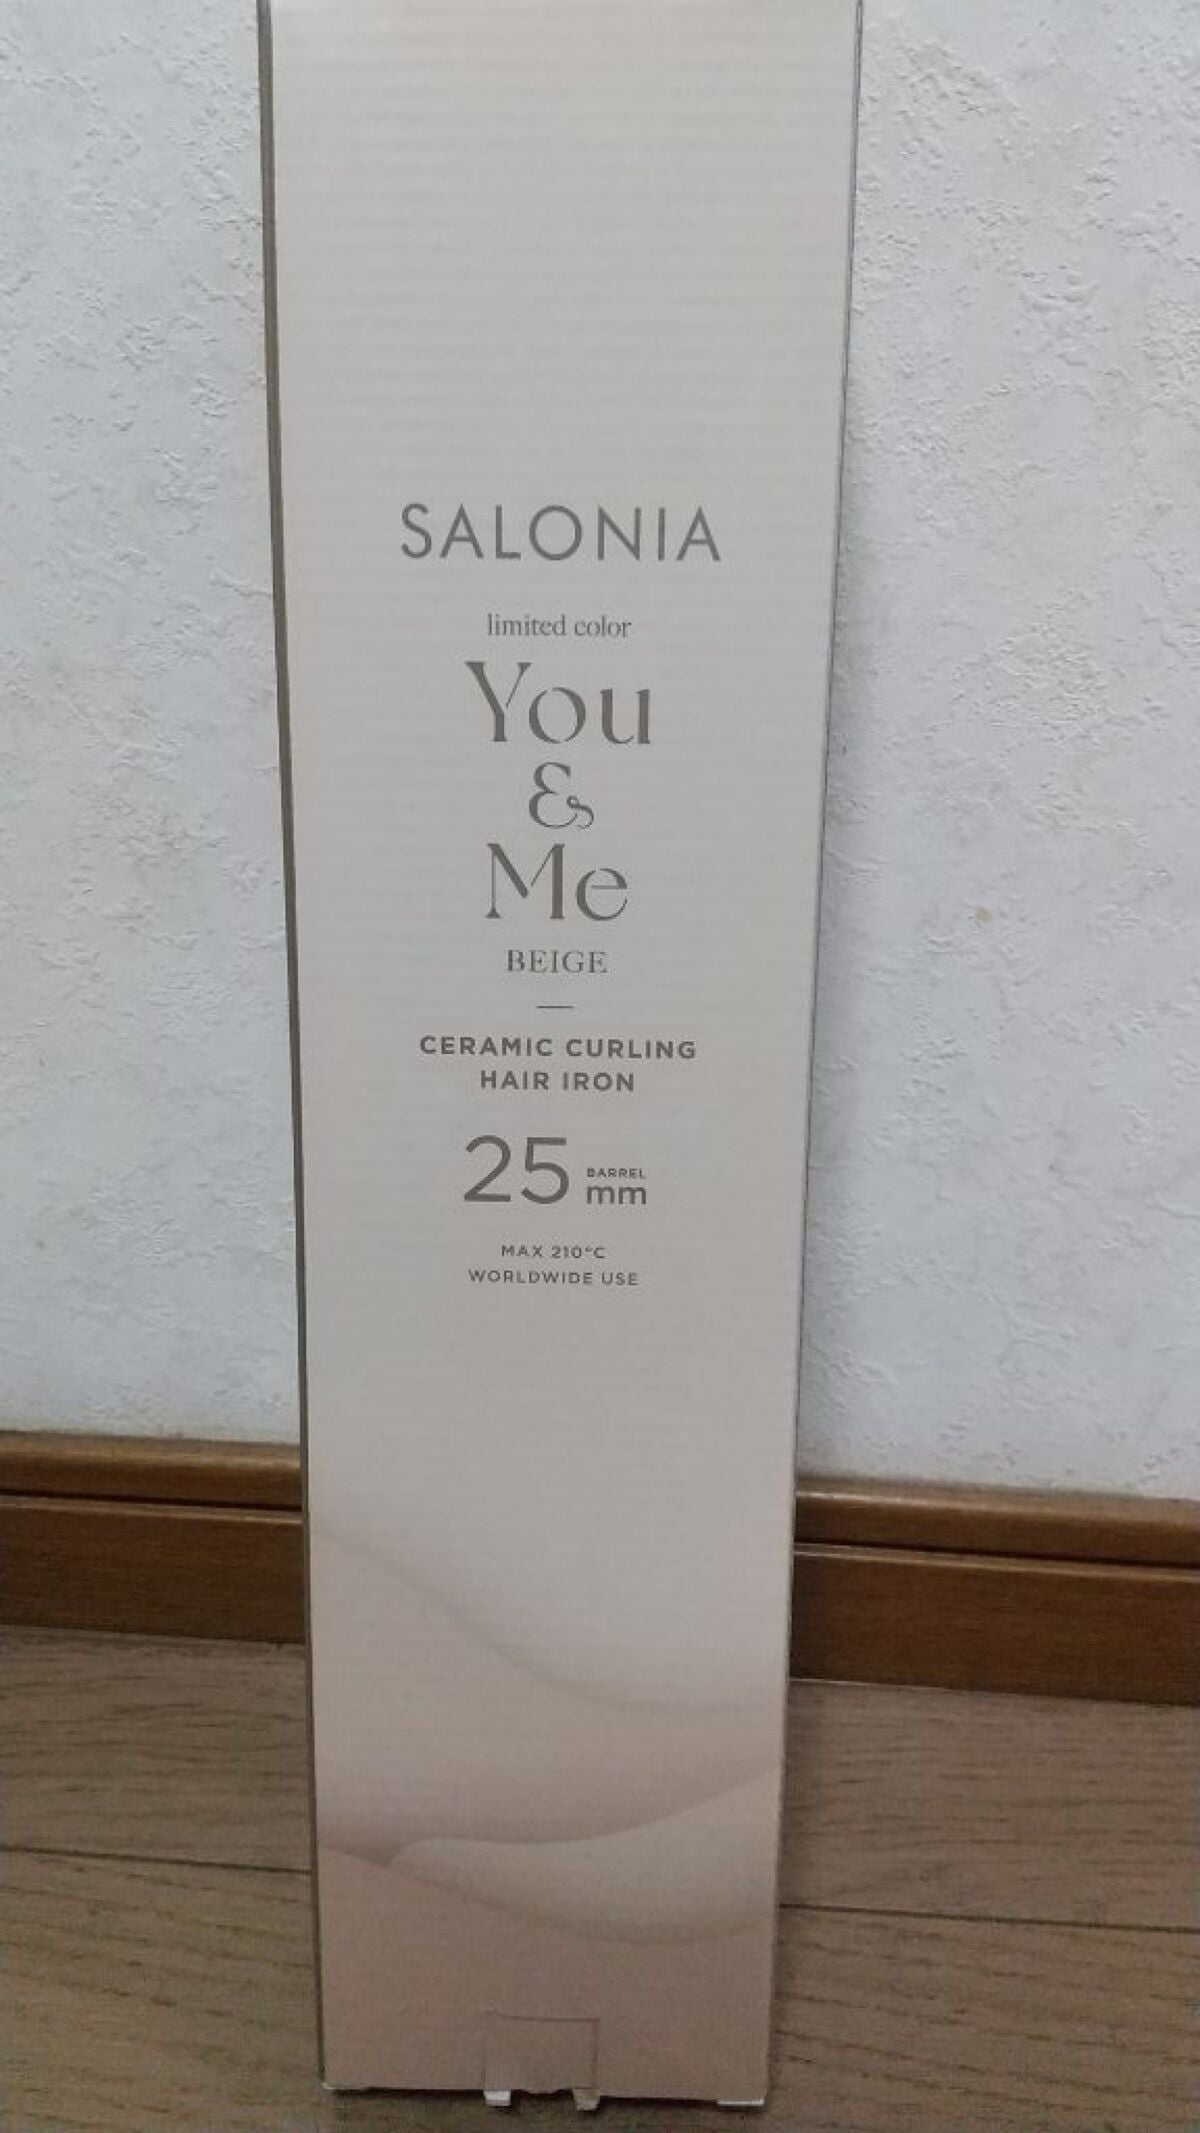 SALONIA
limited color
You
&
Me
BEIGE
CERAMIC CURLING
HAIR IRON
25 BARREL mm
MAX 210°C
WORLDWIDE USE